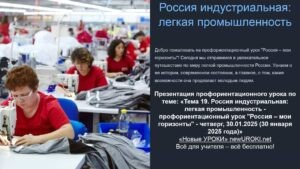 Россия индустриальная:
легкая промышленность
Добро пожаловать на профориентационный урок "Россия – мои
горизонты"! Сегодня мы отправимся в увлекательное
путешествие по миру легкой промышленности России. Узнаем о
ее истории, современном состоянии, а главное, о том, какие
возможности она предлагает молодым людям.
Презентация профориентационного урока по
теме: «Тема 19. Россия индустриальная:
легкая промышленность -
профориентационный урок "Россия – мои
горизонты" - четверг, 30.01.2025 (30 января
2025 года)»
«Новые УРОКИ» newUROKI.net
Всё для учителя – всё бесплатно!